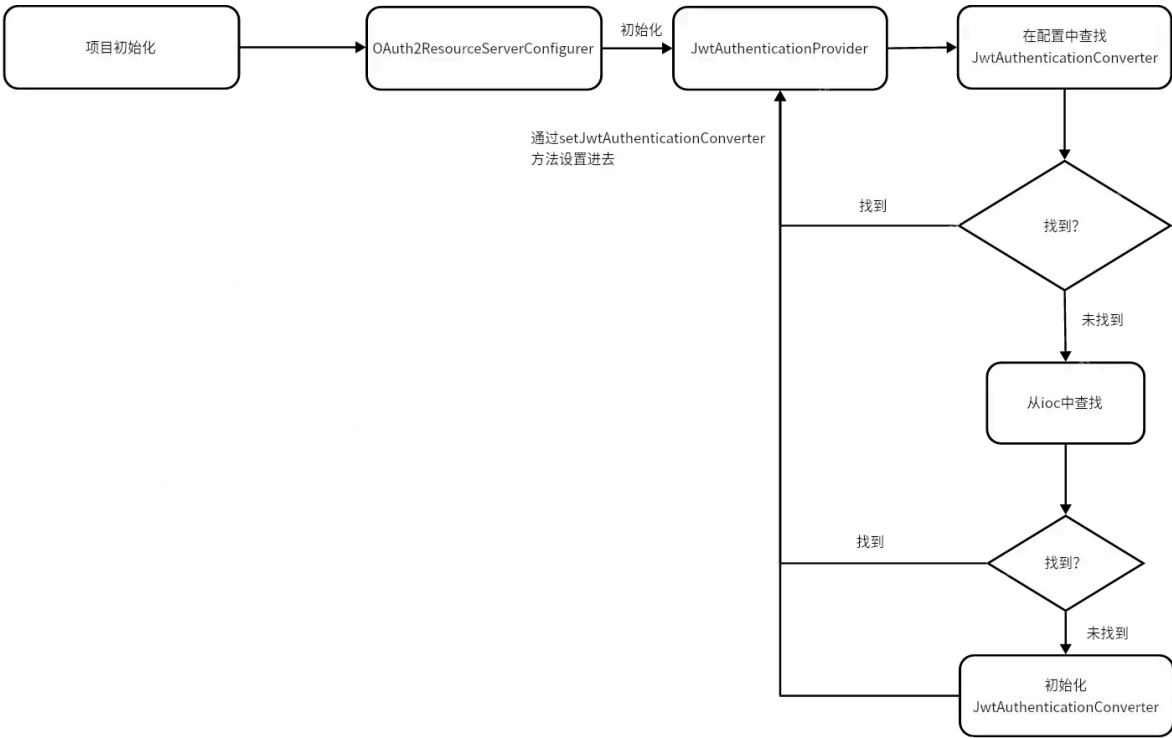 项目初始化
OAuth2ResourceServerConfigurer
初始化
JwtAuthenticationProvider
在配置中查找
JwtAuthenticationConverter
通过setJwtAuthenticationConverter
方法设置进去
找到
找到?
未找到
从ioc中查找
找到
找到?
未找到
初始化
JwtAuthenticationConverter